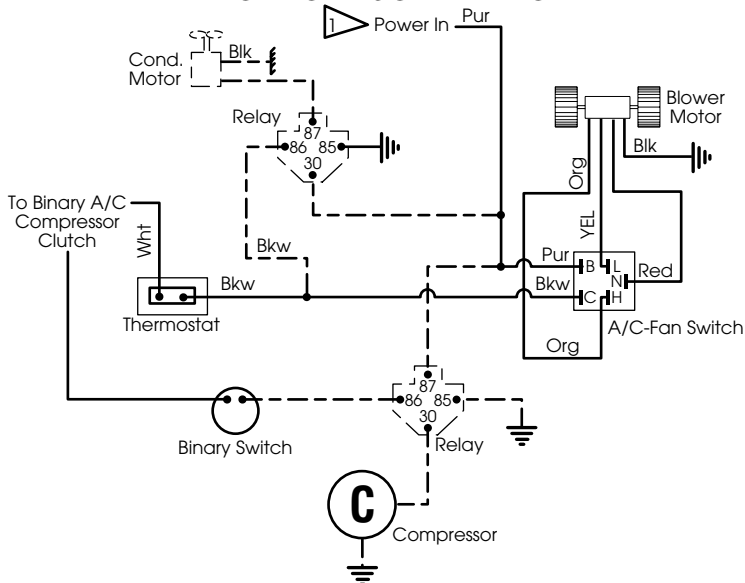 1
Power In
Pur
Cond.
Motor
Blk
Relay
87
86
85
30
Blower
Motor
Blk
Org
YEL
To Binary A/C
Compressor
Clutch
Wht
Bkw
Pur
B
L
N
Red
Bkw
Bkw
C
H
Thermostat
A/C-Fan Switch
Org
87
86
85
30
Relay
Binary Switch
C
Compressor